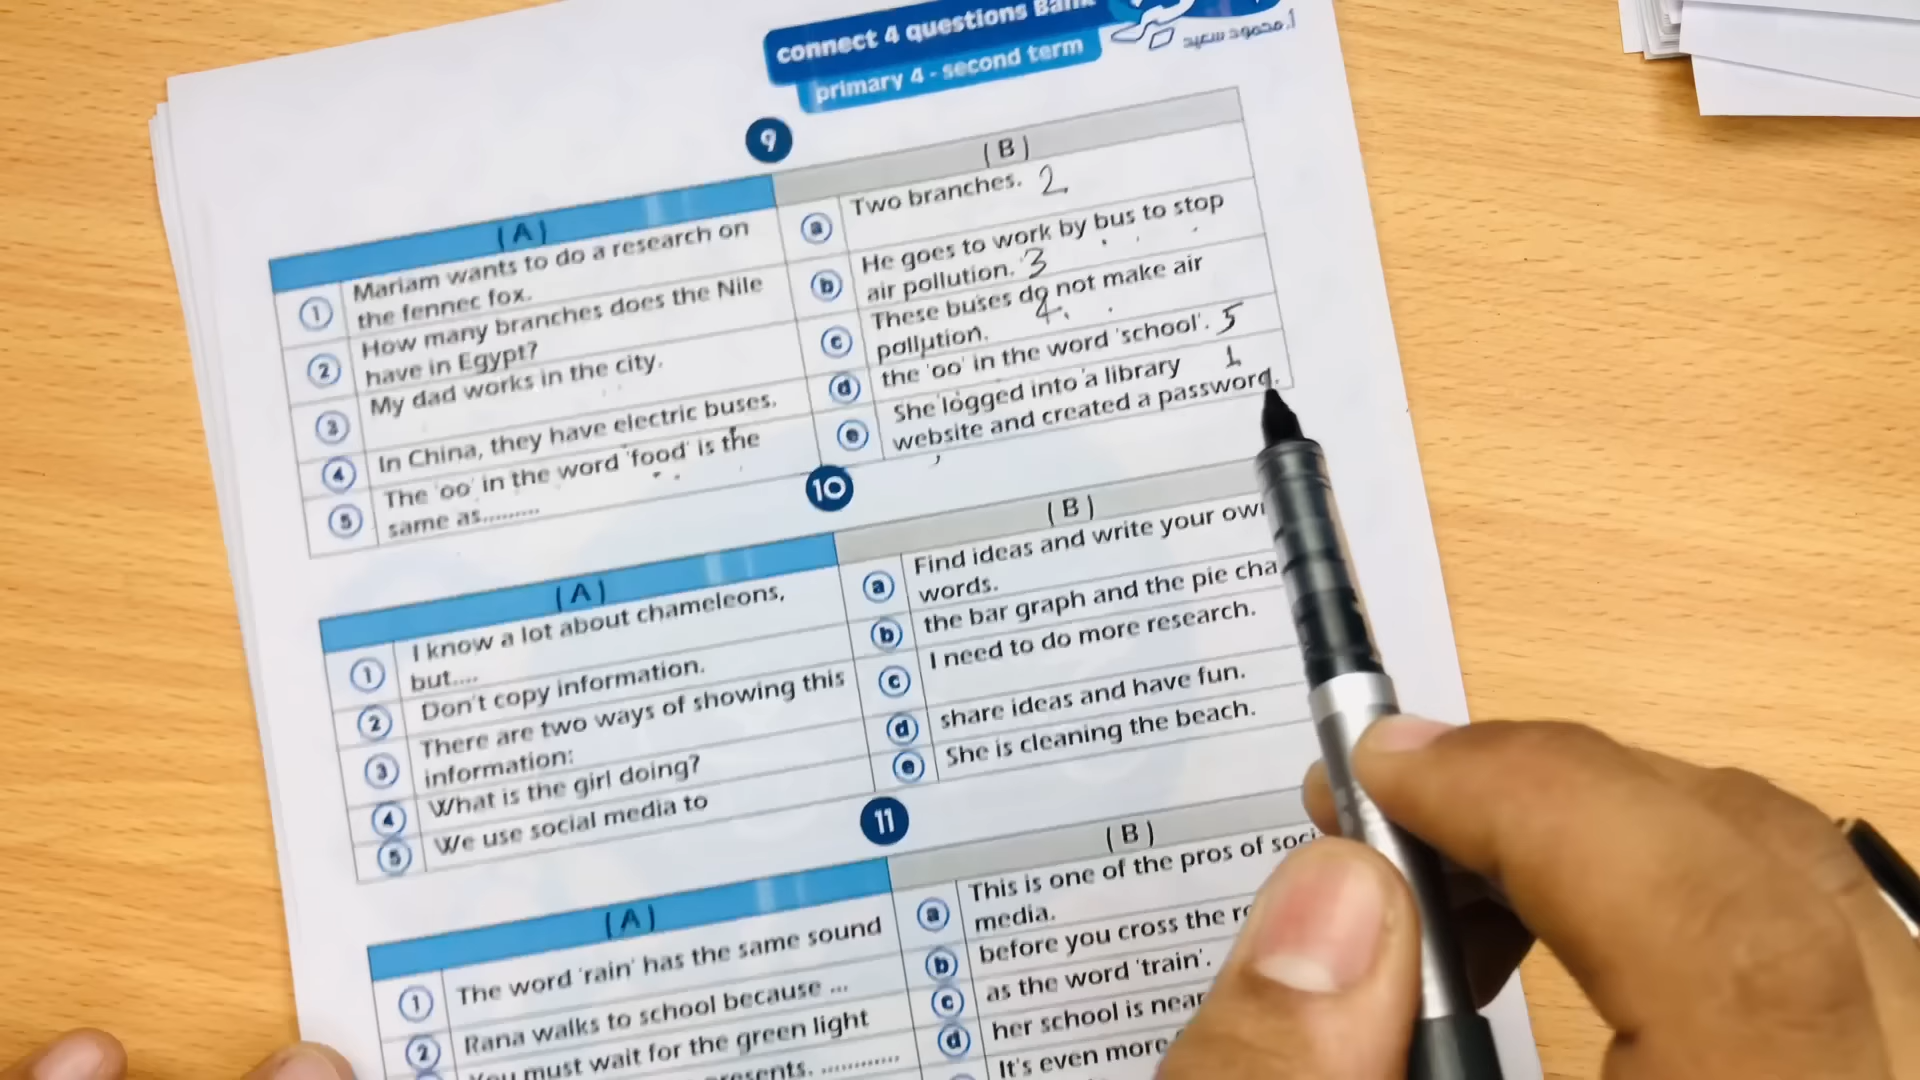 connect 4 questions Bank
primary 4 - second term
أ. محمود سعيد
9
( A )
( B )
1 Mariam wants to do a research on
the fennec fox.
2 How many branches does the Nile
have in Egypt?
3 My dad works in the city.
4 In China, they have electric buses.
5 The 'oo' in the word 'food' is the
same as.........
a Two branches. 2
b He goes to work by bus to stop
air pollution. 3
c These buses do not make air
pollution. 4
d the 'oo' in the word 'school'. 5
e She logged into a library 1
website and created a password.
10
( A )
( B )
1 I know a lot about chameleons,
but....
2 Don't copy information.
3 There are two ways of showing this
information:
4 What is the girl doing?
5 We use social media to
a Find ideas and write your own
words.
b the bar graph and the pie cha
c I need to do more research.
d share ideas and have fun.
e She is cleaning the beach.
11
( A )
( B )
1 The word 'rain' has the same sound
2 Rana walks to school because ...
You must wait for the green light
presents. ............
a This is one of the pros of soci
media.
b before you cross the ro
c as the word 'train'.
d her school is near
It's even more